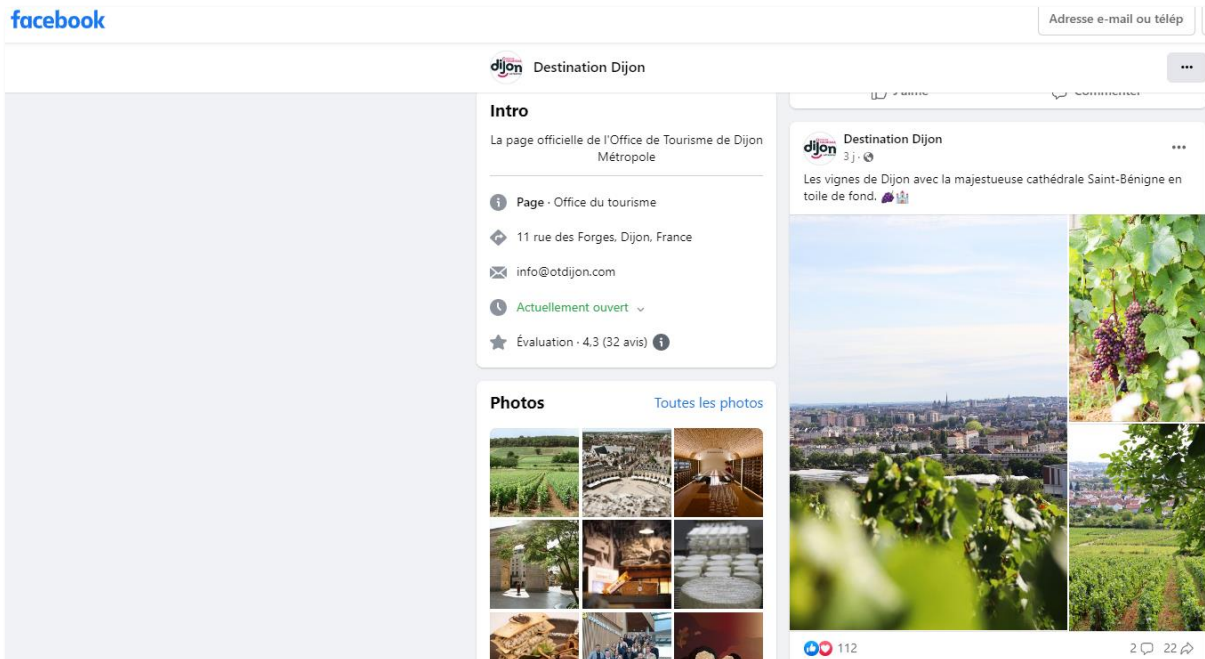 facebook
Adresse e-mail ou télép
dijon
Destination Dijon
Intro
La page officielle de l'Office de Tourisme de Dijon
Métropole
Page · Office du tourisme
11 rue des Forges, Dijon, France
info@otdijon.com
Actuellement ouvert
Évaluation · 4,3 (32 avis)
Photos
Toutes les photos
J'aime
Commenter
dijon
Destination Dijon
3 j ·
Les vignes de Dijon avec la majestueuse cathédrale Saint-Bénigne en
toile de fond. 🍇🏰
112
2
22